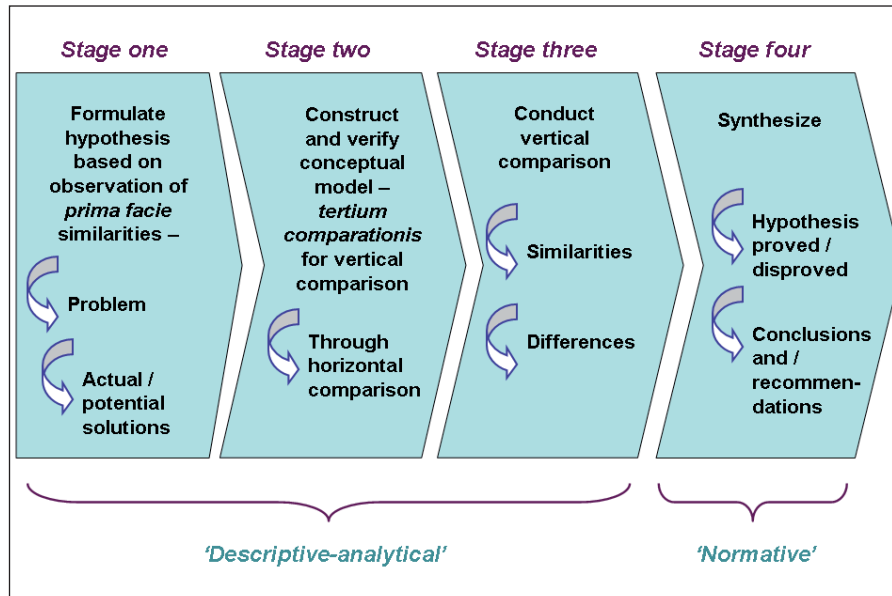 Stage one
Formulate
hypothesis
based on
observation of
prima facie
similarities –
Problem
Actual /
potential
solutions
Stage two
Construct
and verify
conceptual
model –
tertium
comparationis
for vertical
comparison
Through
horizontal
comparison
Stage three
Conduct
vertical
comparison
Similarities
Differences
Stage four
Synthesize
Hypothesis
proved /
disproved
Conclusions
and /
recommen-
dations
‘Descriptive-analytical’
‘Normative’